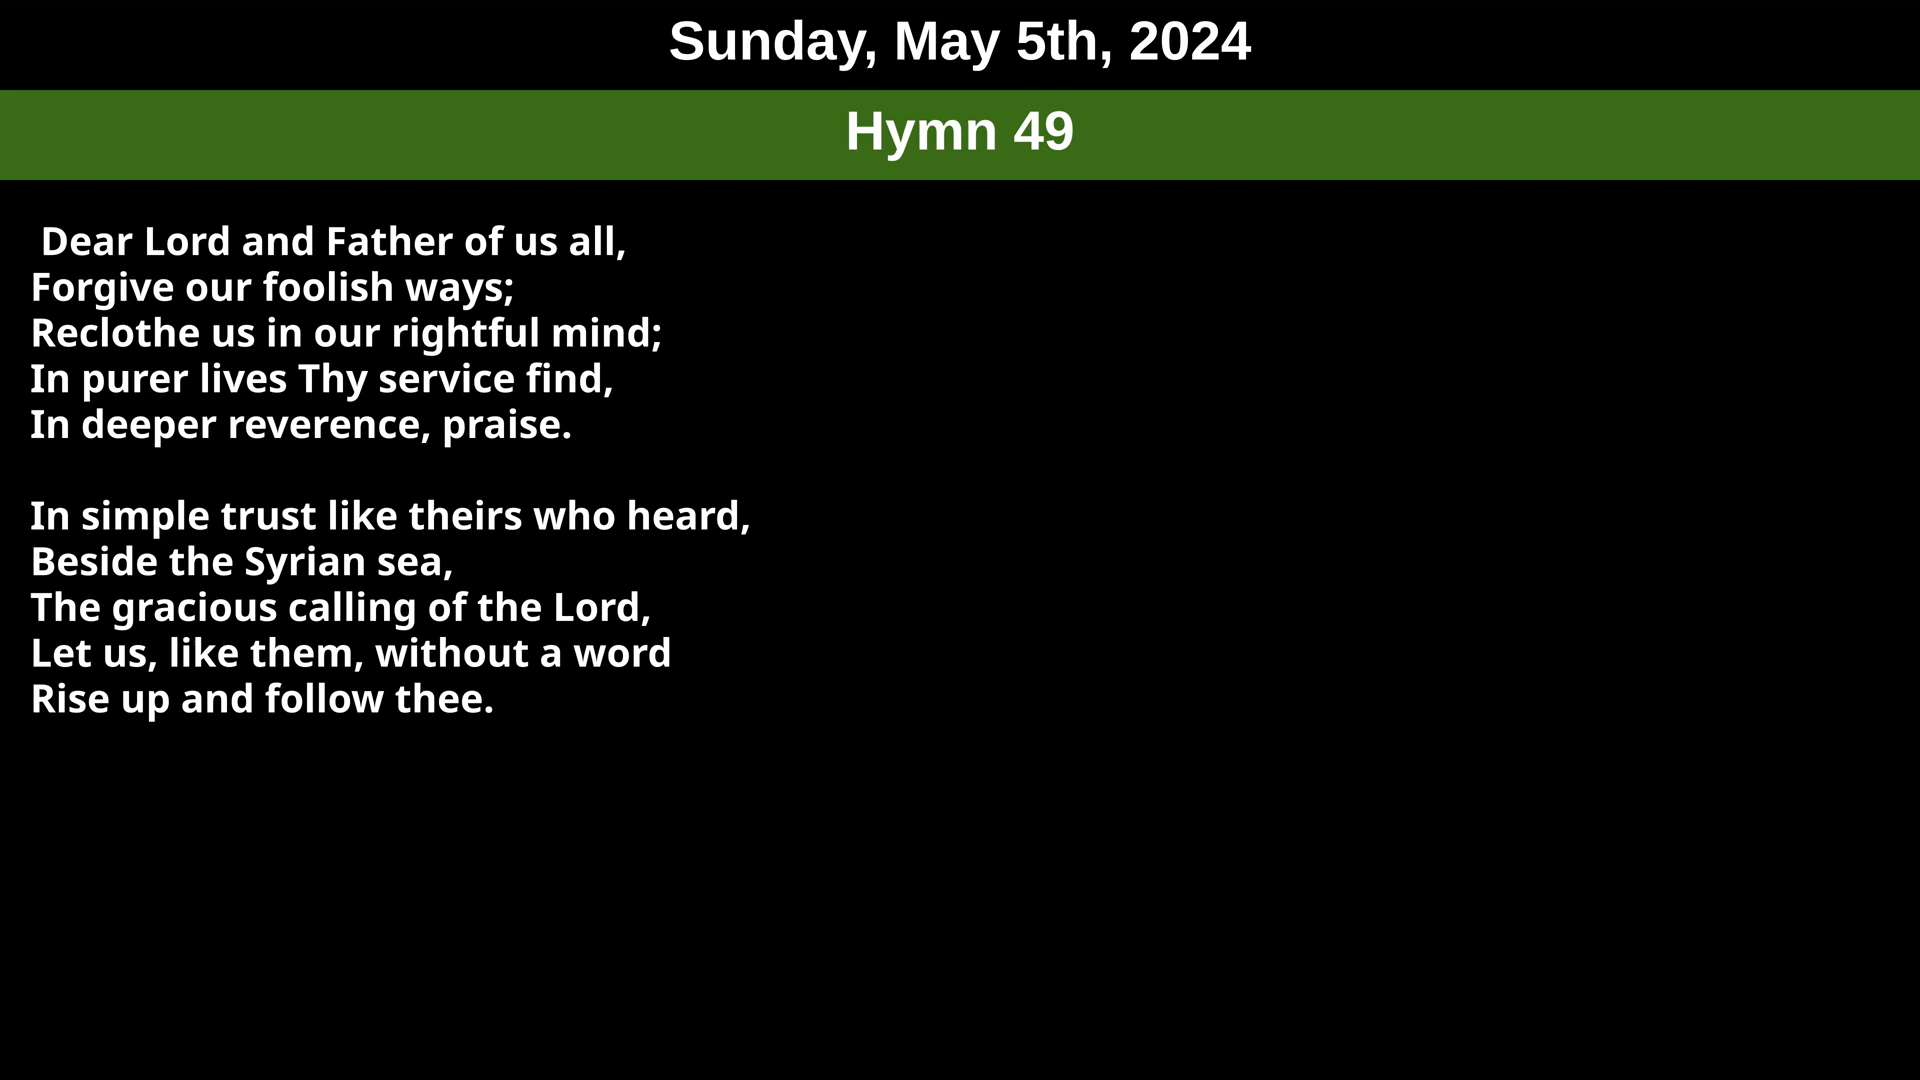 Sunday, May 5th, 2024
Hymn 49
Dear Lord and Father of us all,
Forgive our foolish ways;
Reclothe us in our rightful mind;
In purer lives Thy service find,
In deeper reverence, praise.
In simple trust like theirs who heard,
Beside the Syrian sea,
The gracious calling of the Lord,
Let us, like them, without a word
Rise up and follow thee.